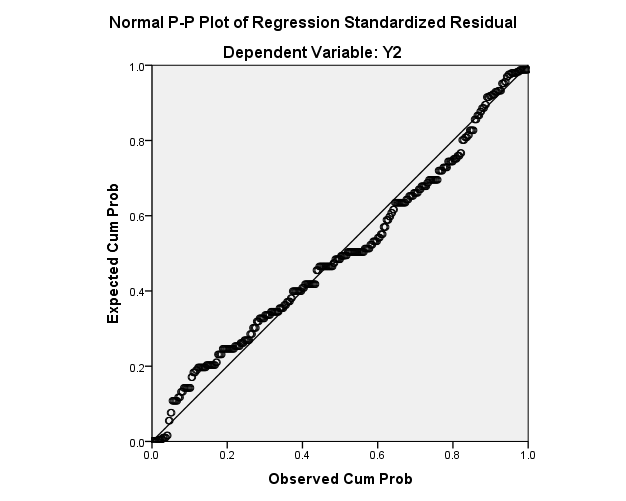 Normal P-P Plot of Regression Standardized Residual
Dependent Variable: Y2
1.0
0.8
0.6
0.4
0.2
0.0
Expected Cum Prob
0.0 0.2 0.4 0.6 0.8 1.0
Observed Cum Prob